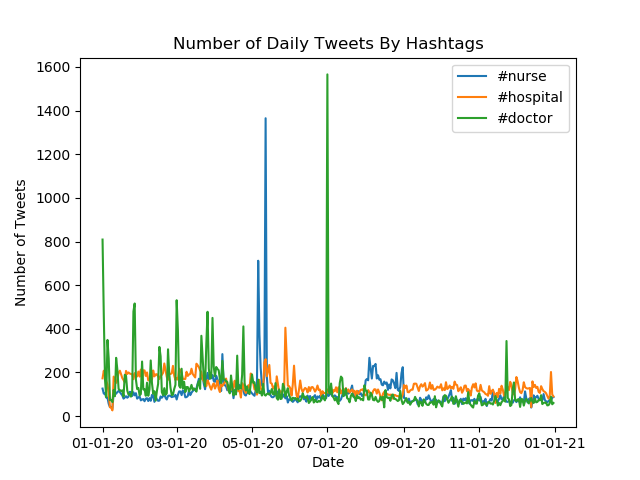 Number of Daily Tweets By Hashtags
#nurse
#hospital
#doctor
Number of Tweets
1600
1400
1200
1000
800
600
400
200
0
01-01-20 03-01-20 05-01-20 07-01-20 09-01-20 11-01-20 01-01-21
Date